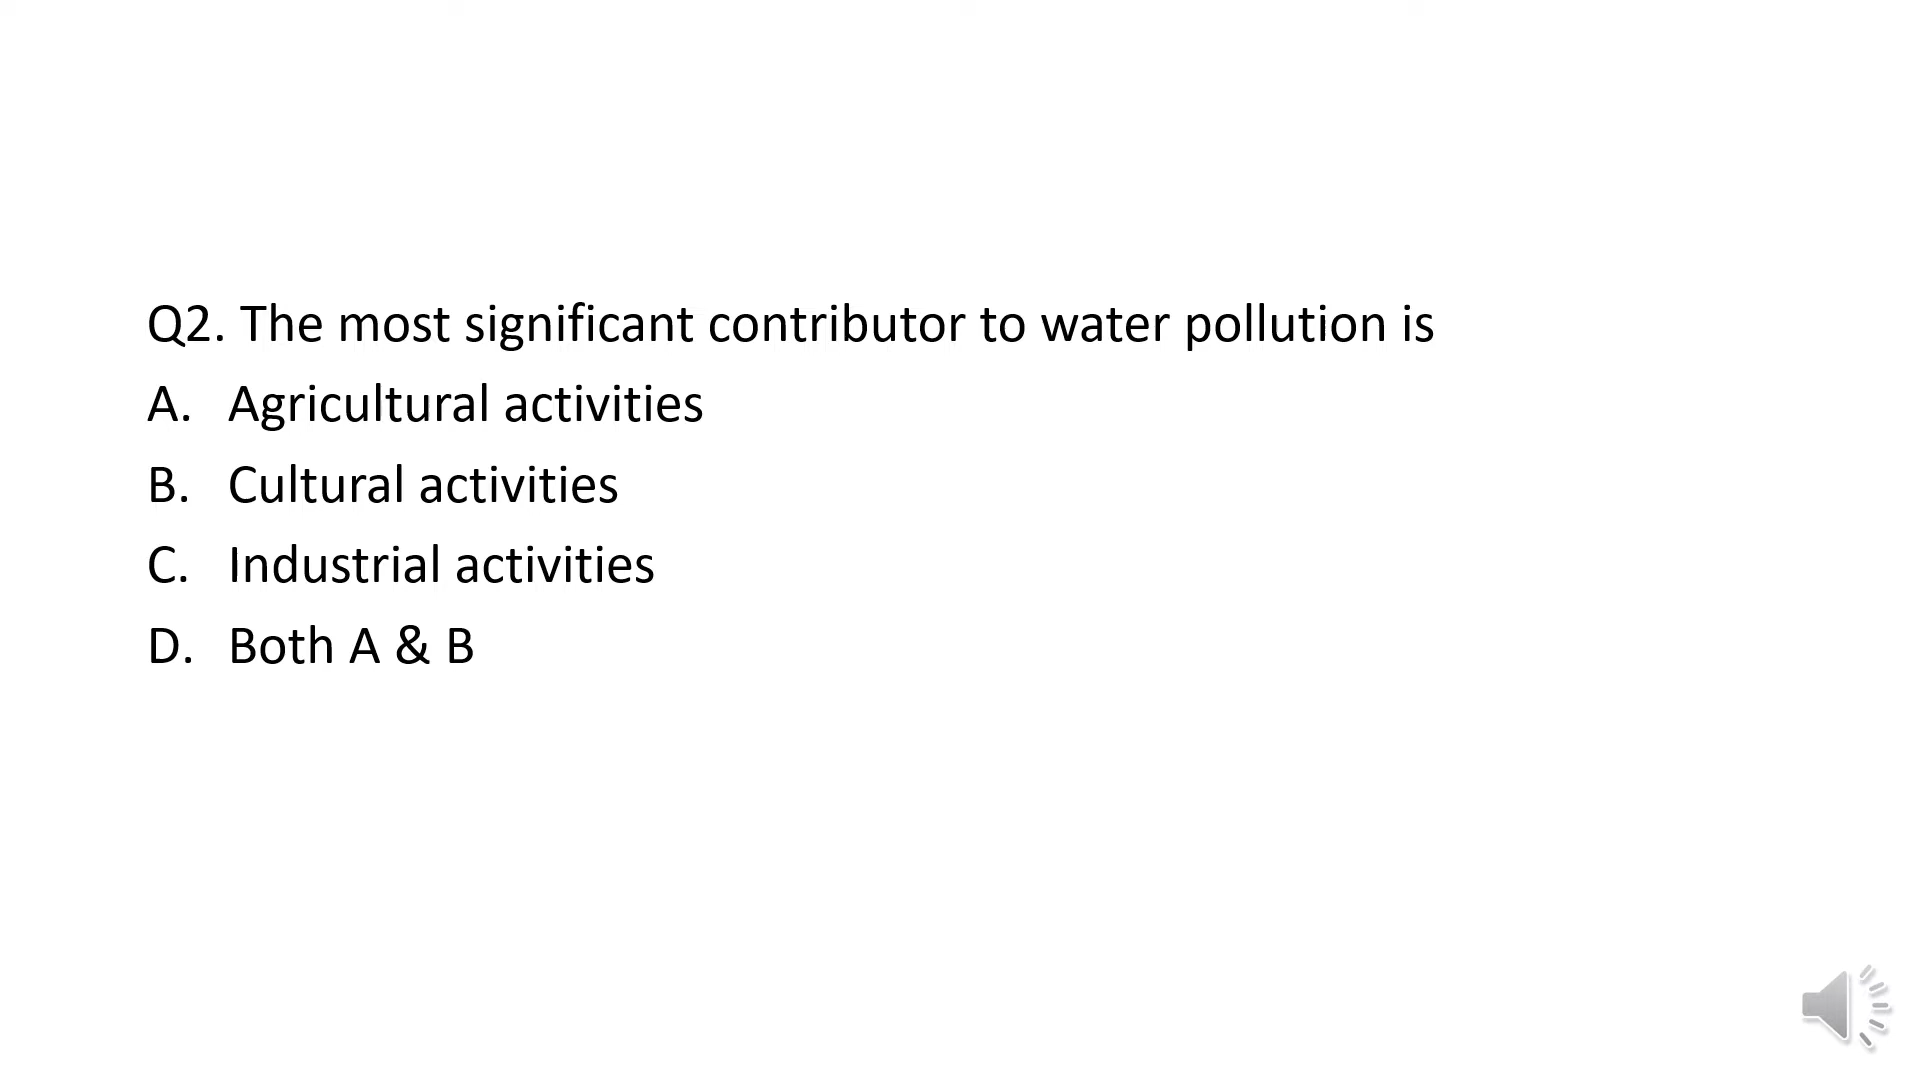 Q2. The most significant contributor to water pollution is
A. Agricultural activities
B. Cultural activities
C. Industrial activities
D. Both A & B